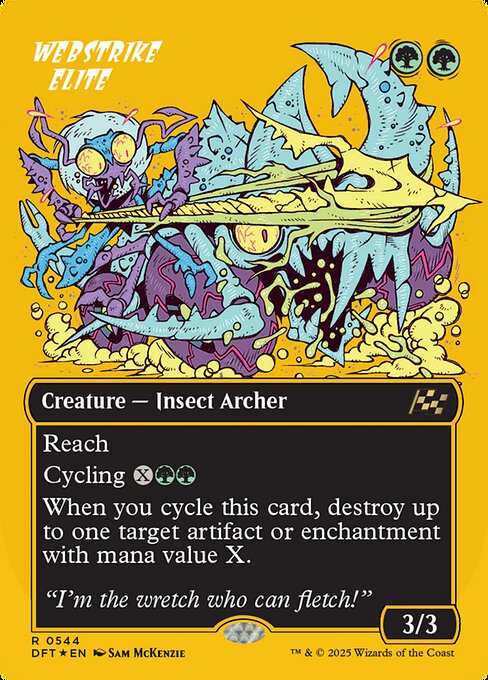 WEBSTRIKE
ELITE
Creature — Insect Archer
Reach
Cycling X
When you cycle this card, destroy up
to one target artifact or enchantment
with mana value X.
“I'm the wretch who can fletch!”
3/3
R 0544
DFT★EN Sam McKenzie
™ & © 2025 Wizards of the Coast